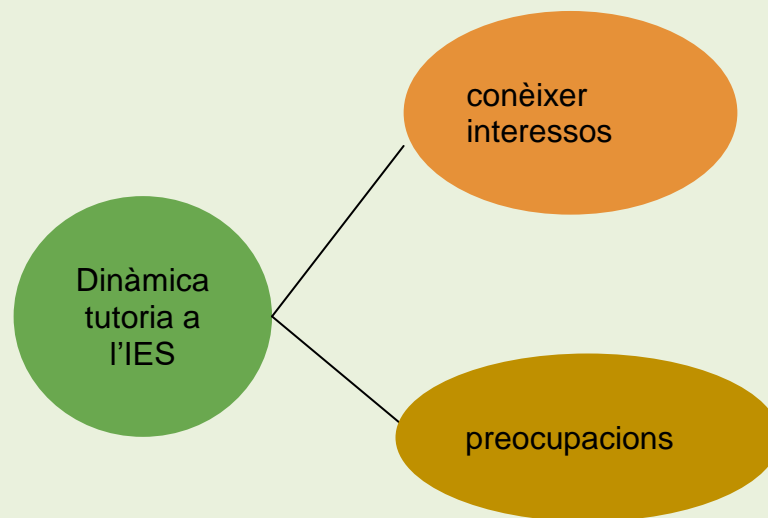 conèixer
interessos
Dinàmica
tutoria a
l’IES
preocupacions